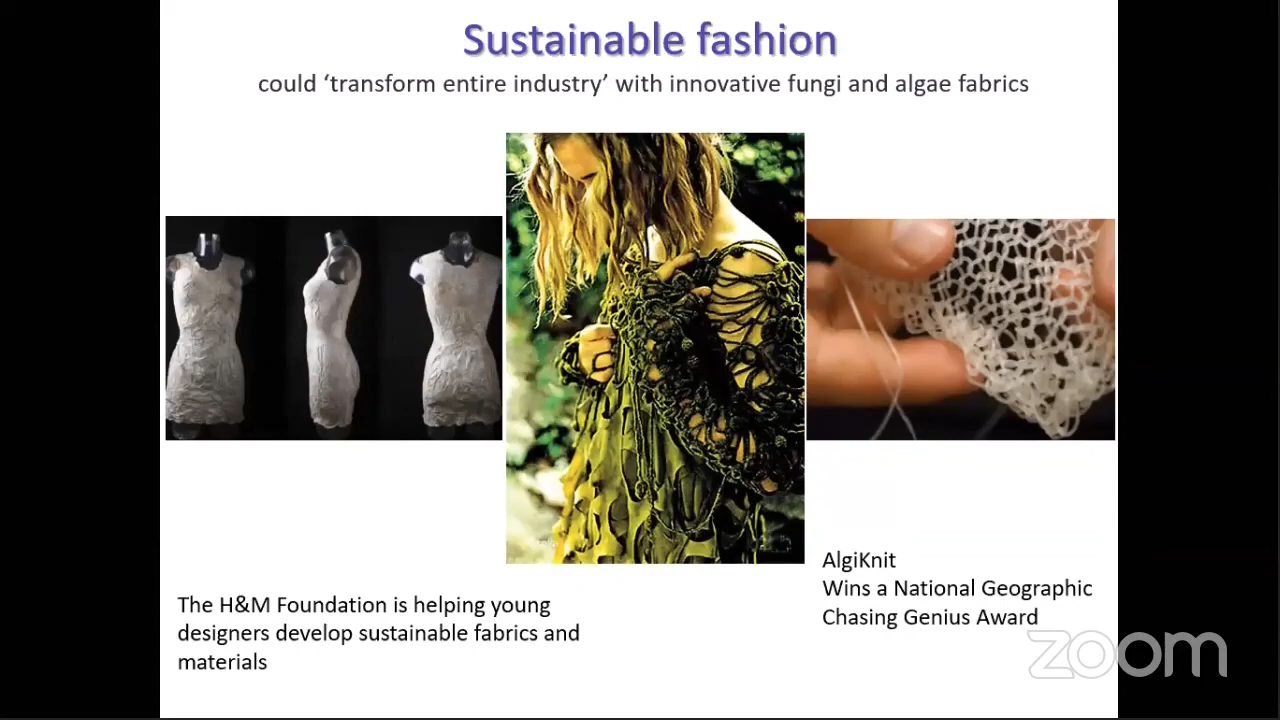 Sustainable fashion
could ‘transform entire industry’ with innovative fungi and algae fabrics
The H&M Foundation is helping young
designers develop sustainable fabrics and
materials
AlgiKnit
Wins a National Geographic
Chasing Genius Award
zoom